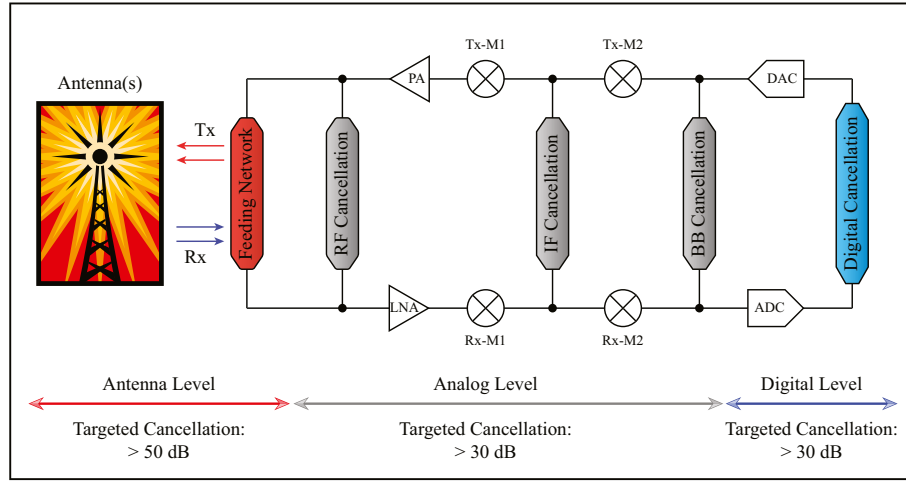 Tx-M1
Tx-M2
Antenna(s)
PA
DAC
Tx
Rx
Feeding Network
RF Cancellation
IF Cancellation
BB Cancellation
Digital Cancellation
LNA
ADC
Rx-M1
Rx-M2
Antenna Level
Analog Level
Digital Level
Targeted Cancellation:
> 50 dB
Targeted Cancellation:
> 30 dB
Targeted Cancellation:
> 30 dB